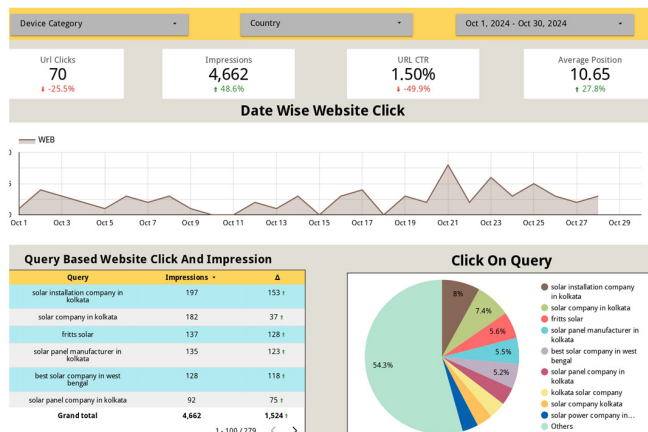 Device Category
Country
Oct 1, 2024 - Oct 30, 2024
Url Clicks
70
-25.5%
Impressions
4,662
48.6%
URL CTR
1.50%
-49.9%
Average Position
10.65
27.8%
Date Wise Website Click
WEB
0
5
0
Oct 1 Oct 3 Oct 5 Oct 7 Oct 9 Oct 11 Oct 13 Oct 15 Oct 17 Oct 19 Oct 21 Oct 23 Oct 25 Oct 27 Oct 29
Query Based Website Click And Impression
Query Impressions Δ
solar installation company in
kolkata
197 153
solar company in kolkata 182 37
fritts solar 137 128
solar panel manufacturer in
kolkata
135 123
best solar company in west
bengal
128 118
solar panel company in kolkata 92 75
Grand total 4,662 1,524
1 - 100 / 279
Click On Query
8%
7.4%
5.6%
5.5%
5.2%
54.3%
solar installation company
in kolkata
solar company in kolkata
fritts solar
solar panel manufacturer in
kolkata
best solar company in west
bengal
solar panel company in
kolkata
kolkata solar company
solar company kolkata
solar power company in...
Others